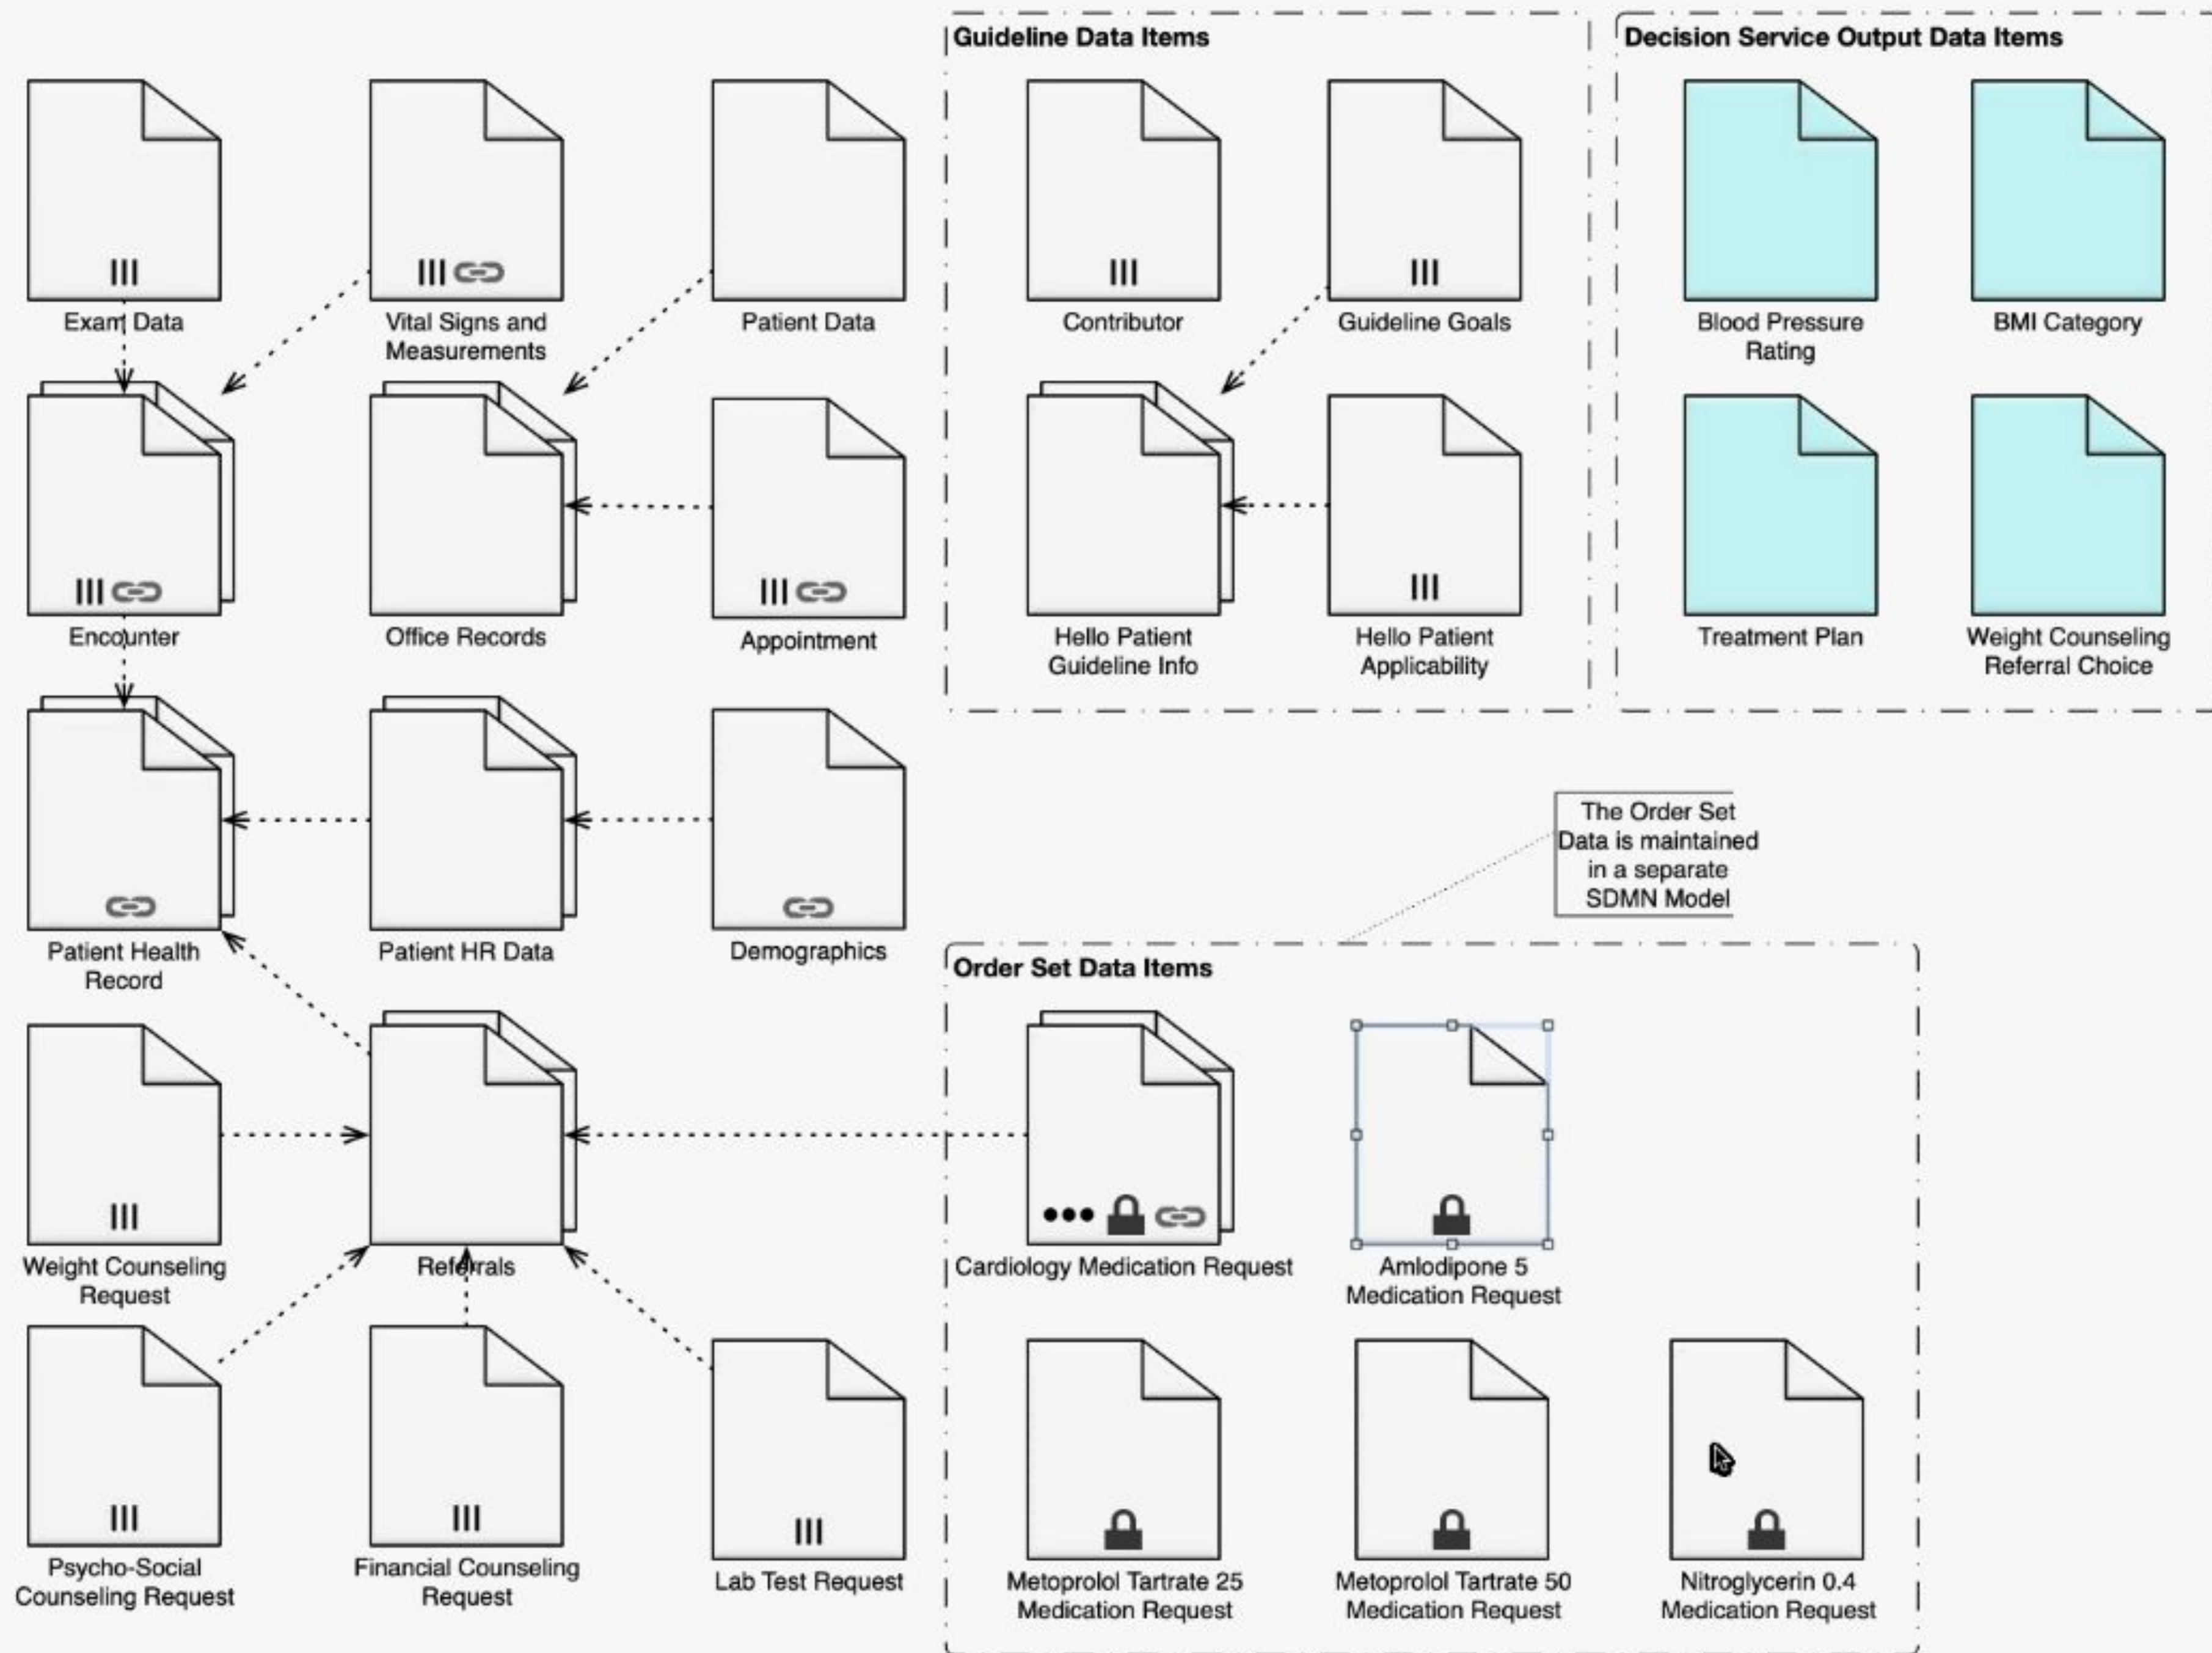 Guideline Data Items
Decision Service Output Data Items
Exam Data
Vital Signs and
Measurements
Patient Data
Contributor
Guideline Goals
Blood Pressure
Rating
BMI Category
Encounter
Office Records
Appointment
Hello Patient
Guideline Info
Hello Patient
Applicability
Treatment Plan
Weight Counseling
Referral Choice
The Order Set
Data is maintained
in a separate
SDMN Model
Patient Health
Record
Patient HR Data
Demographics
Order Set Data Items
Weight Counseling
Request
Referrals
Cardiology Medication Request
Amlodipone 5
Medication Request
Psycho-Social
Counseling Request
Financial Counseling
Request
Lab Test Request
Metoprolol Tartrate 25
Medication Request
Metoprolol Tartrate 50
Medication Request
Nitroglycerin 0.4
Medication Request